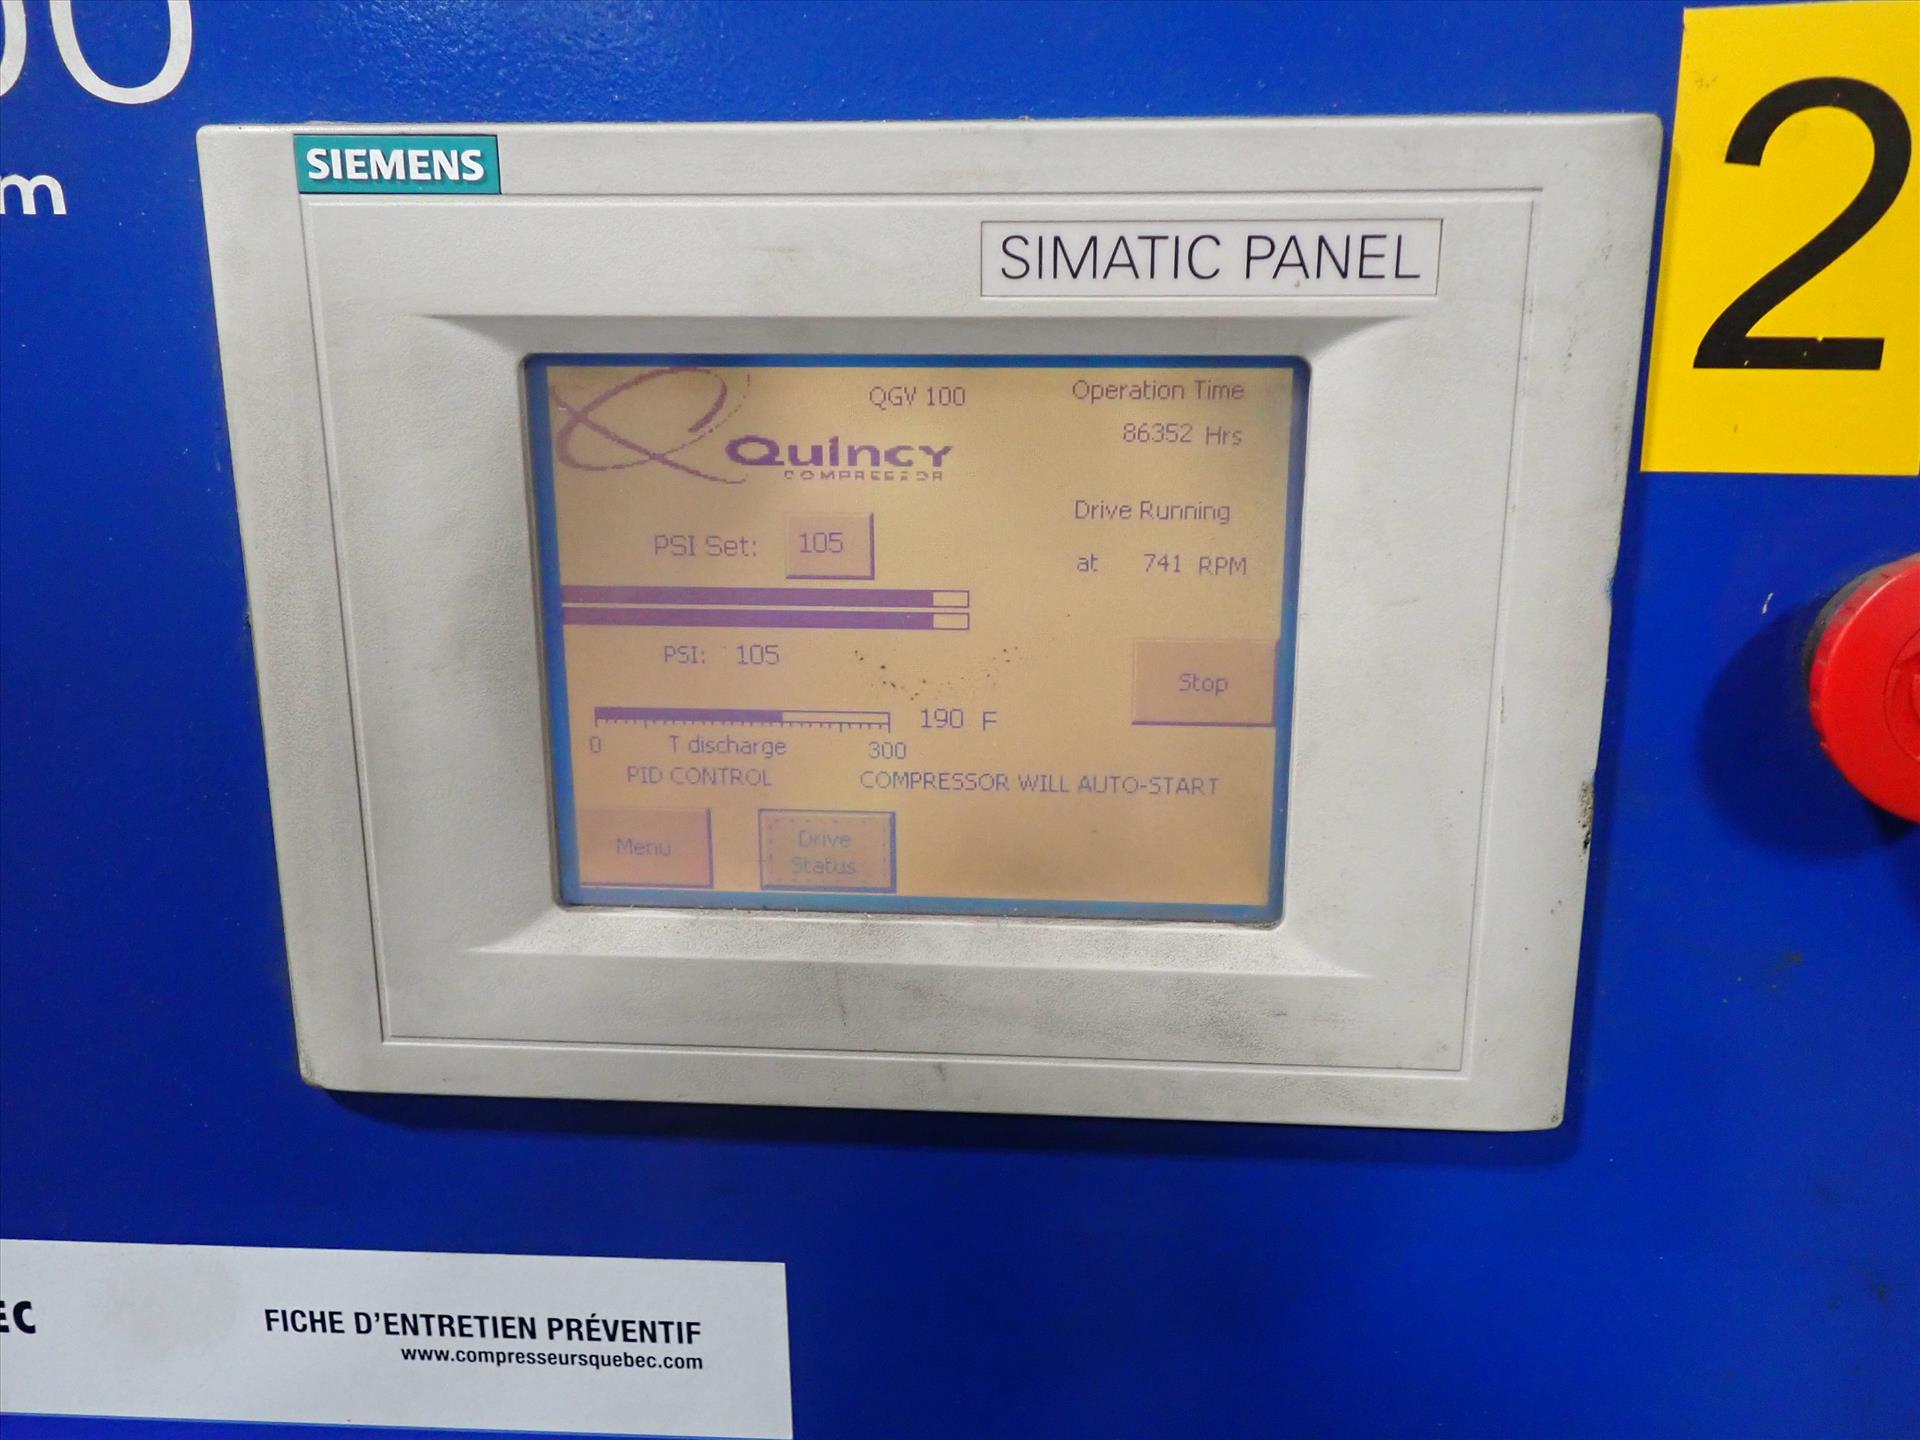 00
m
SIEMENS
SIMATIC PANEL
2
QGV 100
Operation Time
86352 Hrs
Quincy
COMPRESSOR
Drive Running
at 741 RPM
PSI Set: 105
PSI: 105
Stop
190 F
0 T discharge 300
PID CONTROL COMPRESSOR WILL AUTO-START
Menu
Drive
Status
EC
FICHE D'ENTRETIEN PRÉVENTIF
www.compresseursquebec.com